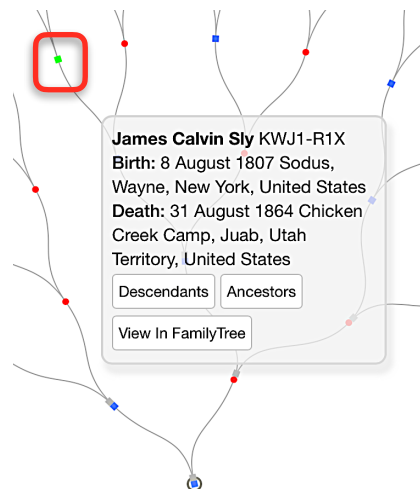 James Calvin Sly KWJ1-R1X
Birth: 8 August 1807 Sodus,
Wayne, New York, United States
Death: 31 August 1864 Chicken
Creek Camp, Juab, Utah
Territory, United States
Descendants Ancestors
View In FamilyTree